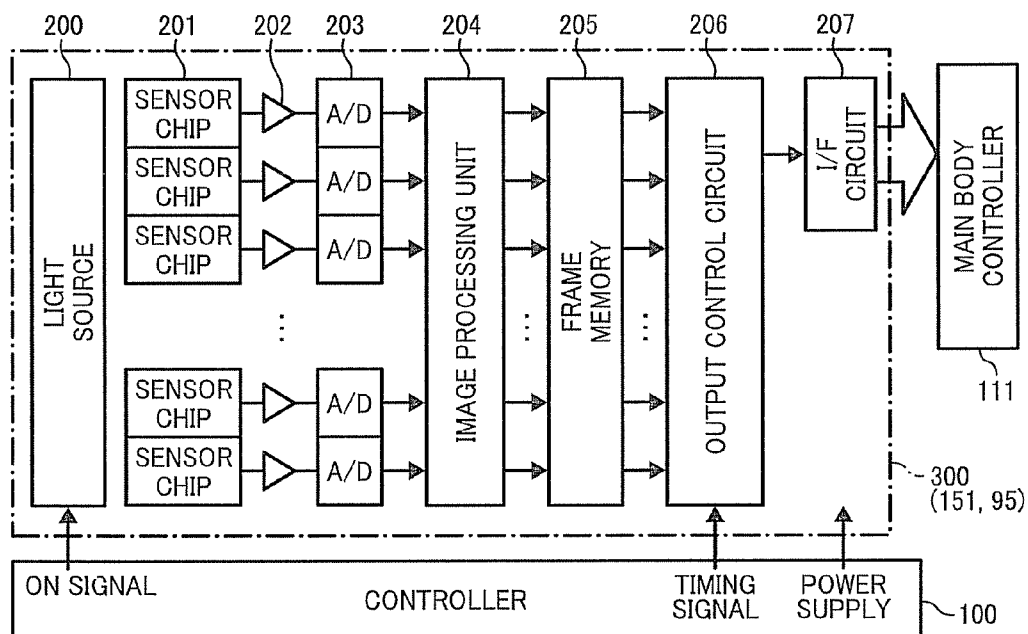 200 201 202 203 204 205 206 207
SENSOR
CHIP
SENSOR
CHIP
SENSOR
CHIP
SENSOR
CHIP
SENSOR
CHIP
A/D
A/D
A/D
A/D
A/D
LIGHT
SOURCE
IMAGE PROCESSING UNIT
FRAME
MEMORY
OUTPUT CONTROL CIRCUIT
I/F
CIRCUIT
MAIN BODY
CONTROLLER
111
300
(151, 95)
ON SIGNAL
CONTROLLER
TIMING
SIGNAL
POWER
SUPPLY
100